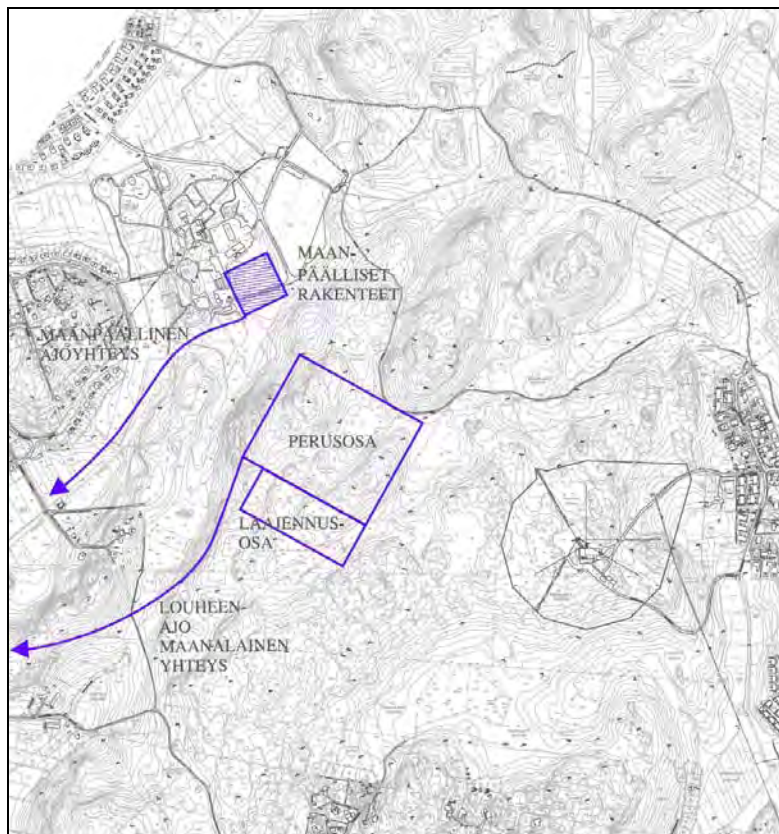 MAAN-
PÄÄLLISET
RAKENTEET
MAANPÄÄLLINEN
AJOYHTEYS
PERUSOSA
LAAJENNUS-
OSA
LOUHEEN-
AJO
MAANALAINEN
YHTEYS